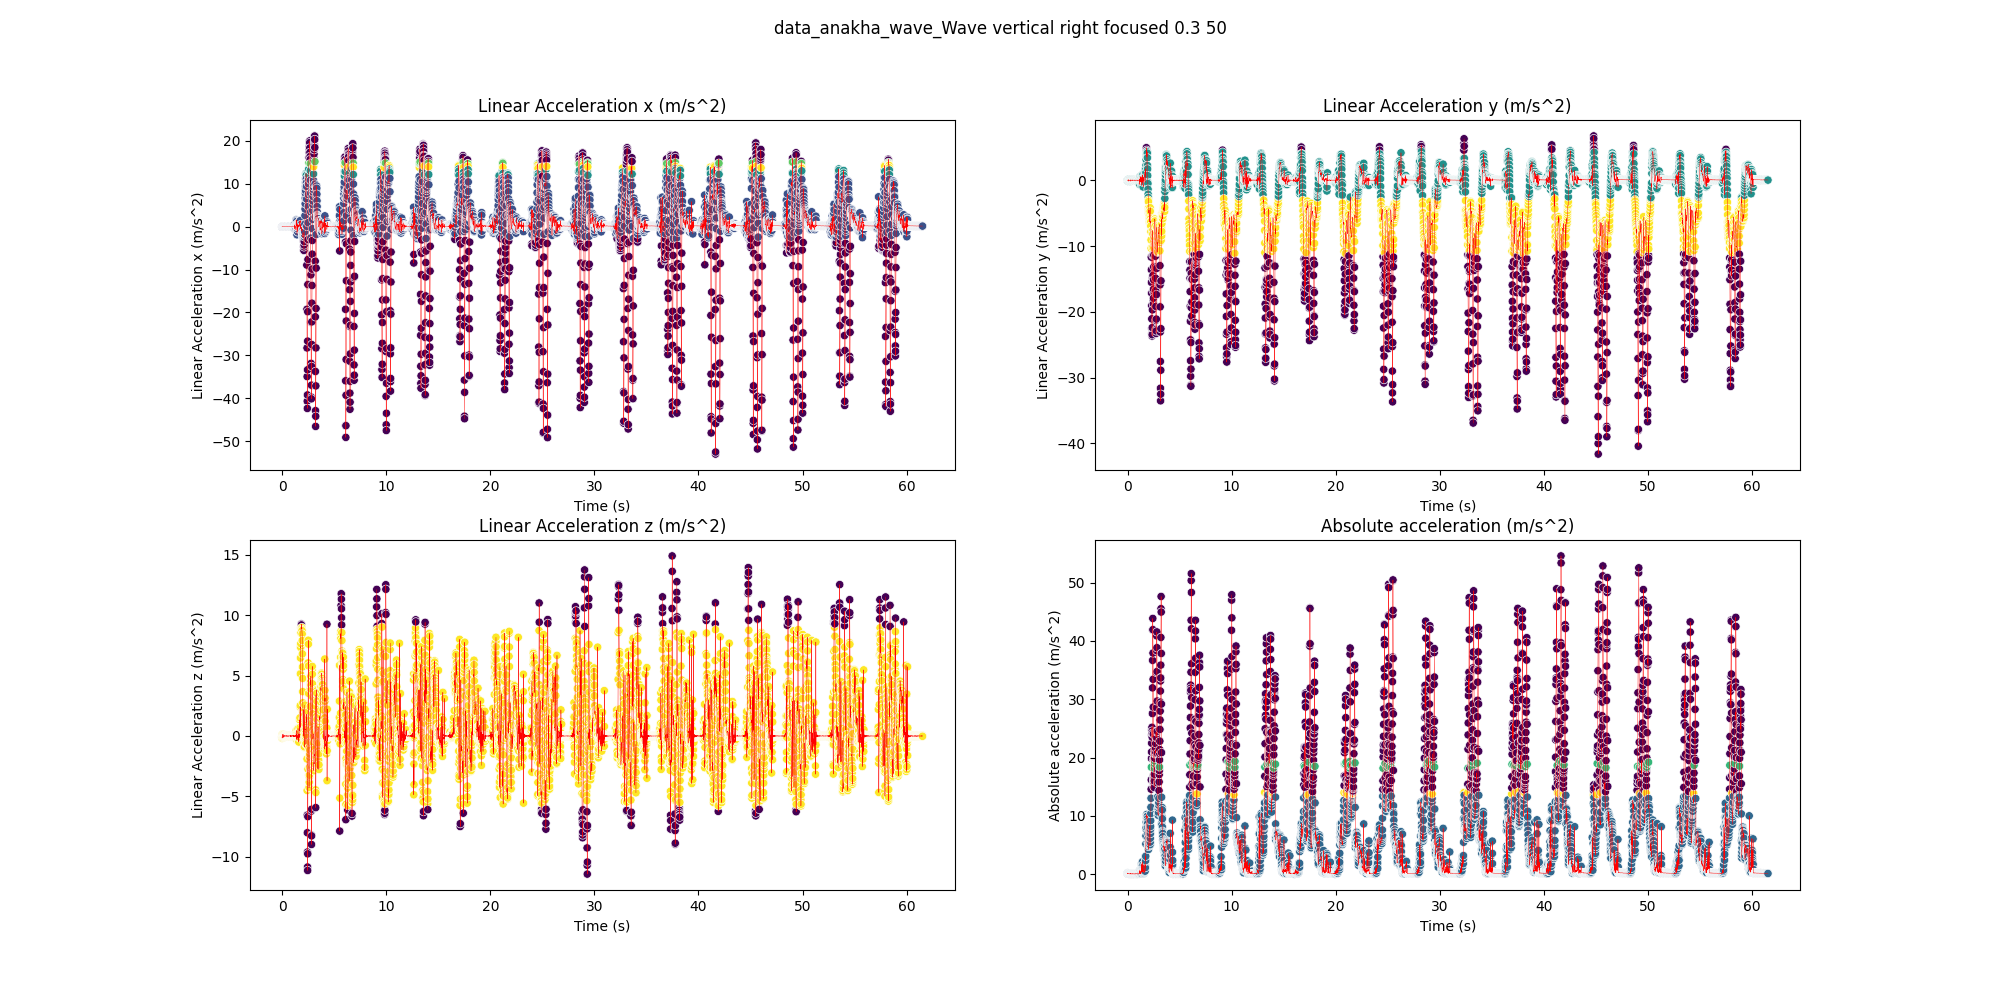 data_anakha_wave_Wave vertical right focused 0.3 50
Linear Acceleration x (m/s^2)
Linear Acceleration x (m/s^2)
20
10
0
−10
−20
−30
−40
−50
0 10 20 30 40 50 60
Time (s)
Linear Acceleration y (m/s^2)
Linear Acceleration y (m/s^2)
0
−10
−20
−30
−40
0 10 20 30 40 50 60
Time (s)
Linear Acceleration z (m/s^2)
Linear Acceleration z (m/s^2)
15
10
5
0
−5
−10
0 10 20 30 40 50 60
Time (s)
Absolute acceleration (m/s^2)
Absolute acceleration (m/s^2)
50
40
30
20
10
0
0 10 20 30 40 50 60
Time (s)